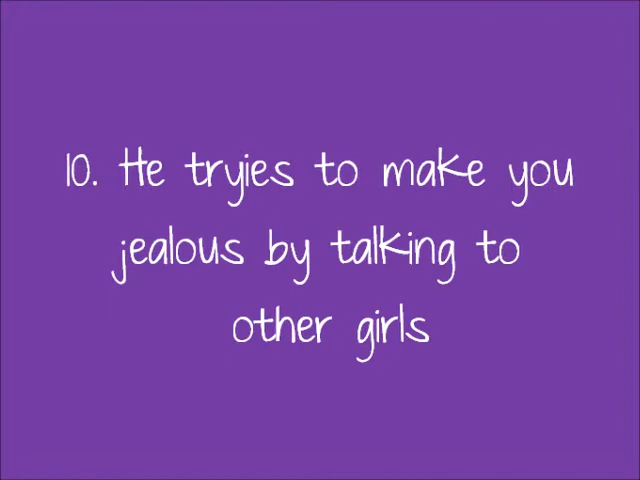 10. He tryies to make you
jealous by talking to
other girls